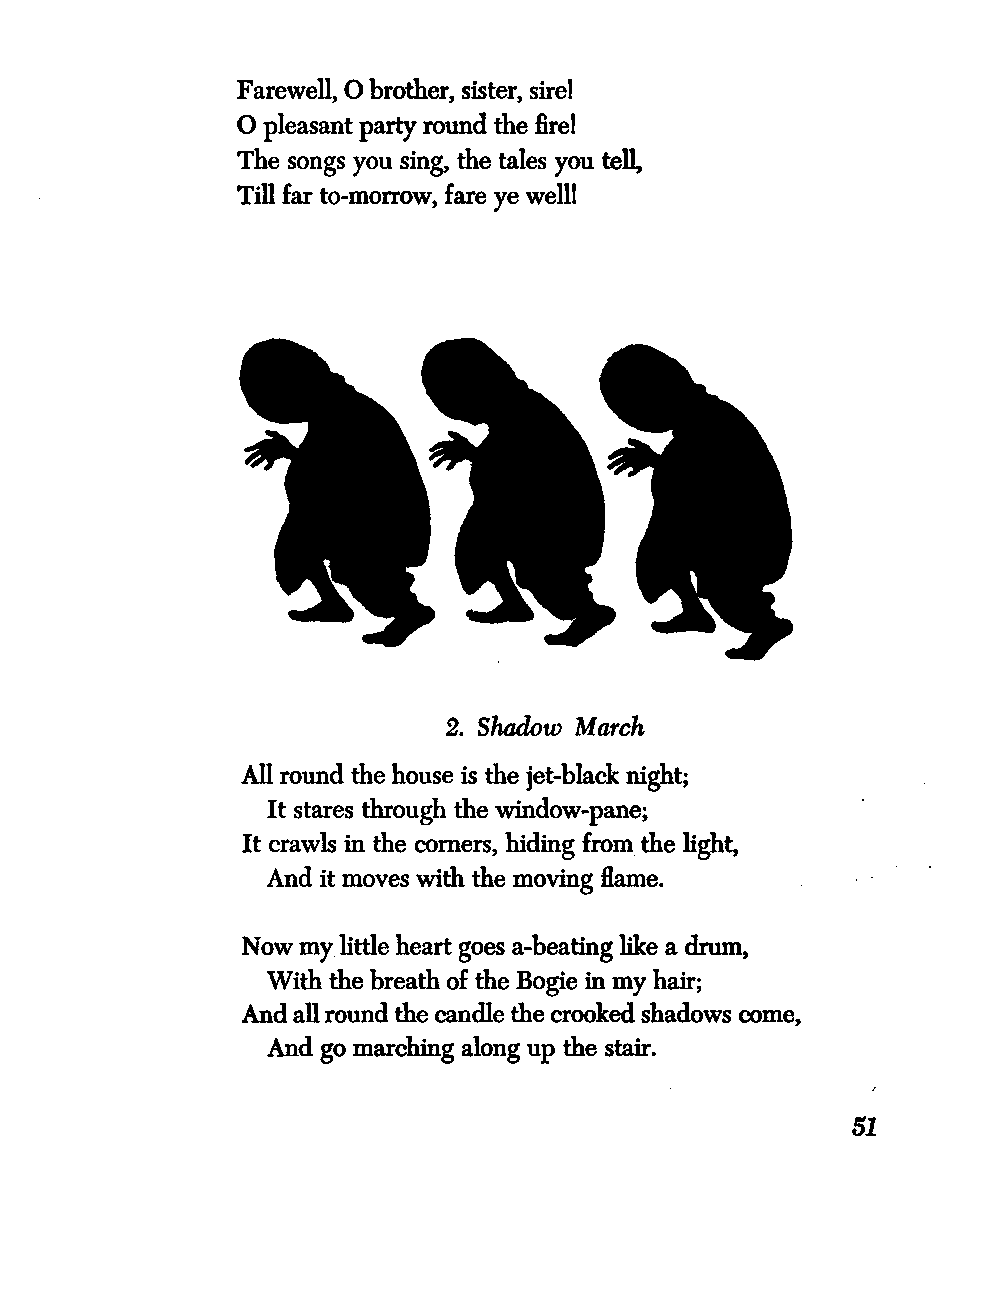 Farewell, O brother, sister, sire!
O pleasant party round the fire!
The songs you sing, the tales you tell,
Till far to-morrow, fare ye well!
2. Shadow March
All round the house is the jet-black night;
It stares through the window-pane;
It crawls in the corners, hiding from the light,
And it moves with the moving flame.
Now my little heart goes a-beating like a drum,
With the breath of the Bogie in my hair;
And all round the candle the crooked shadows come,
And go marching along up the stair.
51